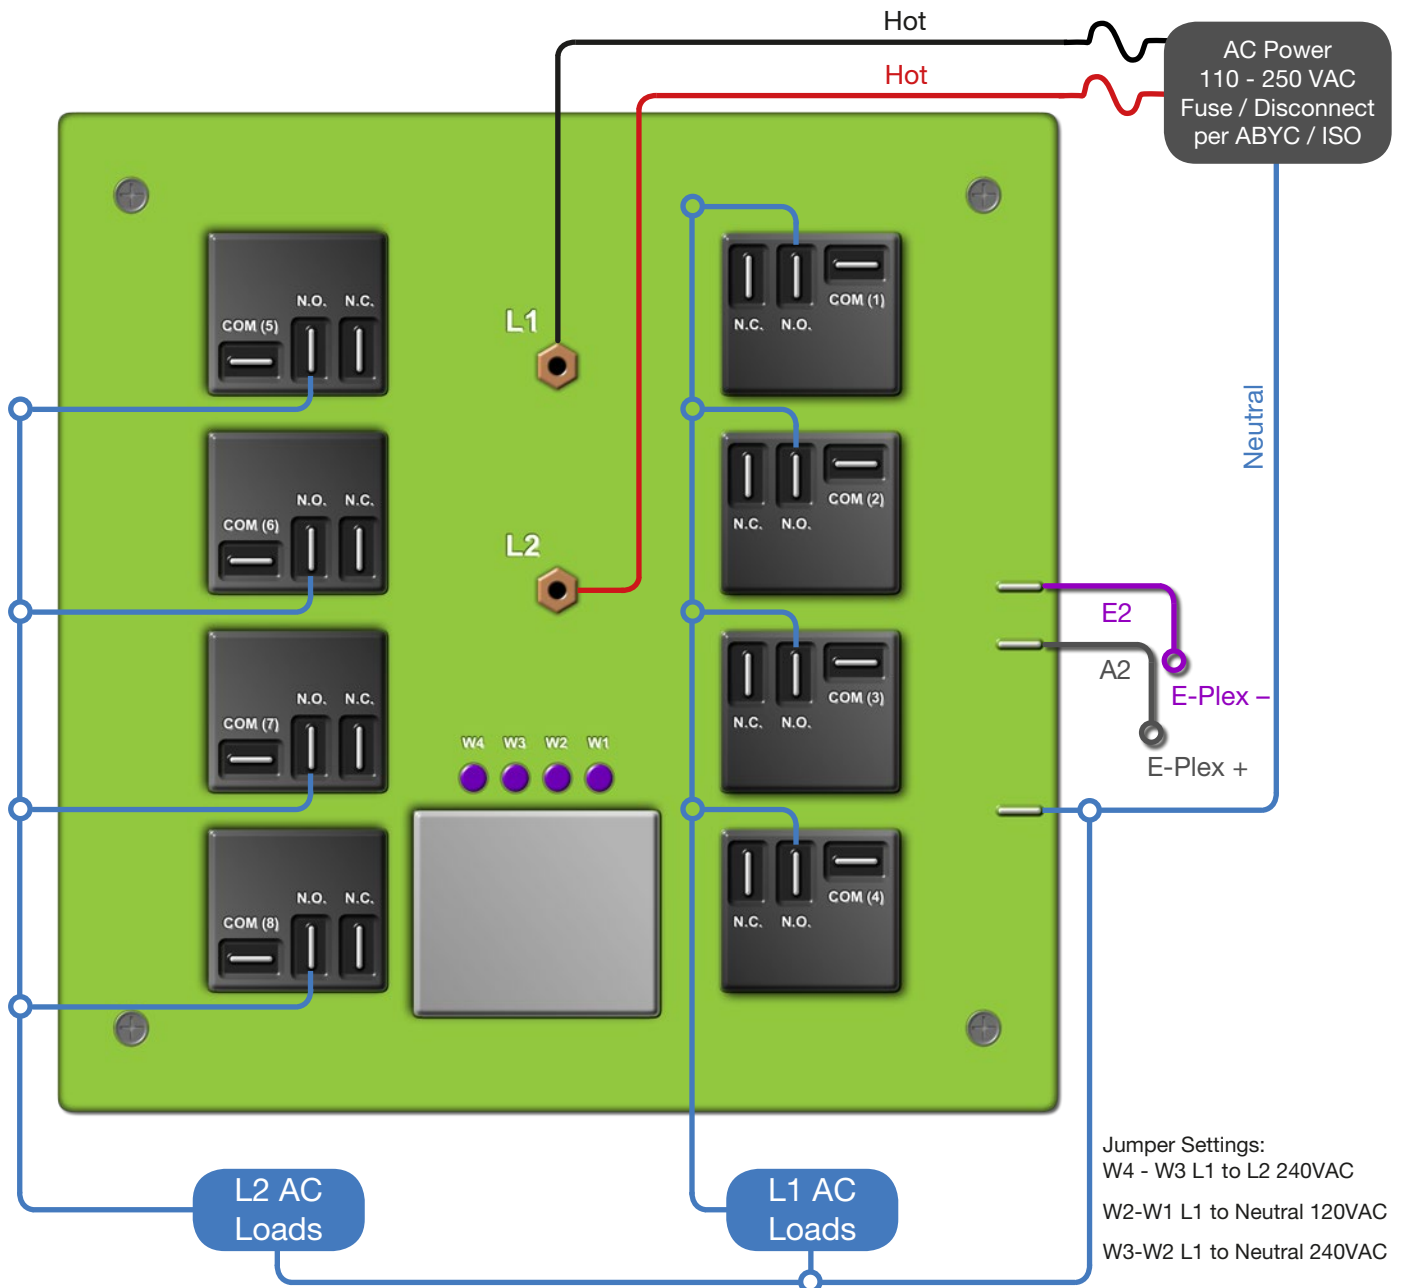 Hot
Hot
AC Power
110 - 250 VAC
Fuse / Disconnect
per ABYC / ISO
L1
L2
N.O. N.C.
COM (5)
N.O. N.C.
COM (6)
N.O. N.C.
COM (7)
N.O. N.C.
COM (8)
COM (1)
N.C. N.O.
COM (2)
N.C. N.O.
COM (3)
N.C. N.O.
COM (4)
N.C. N.O.
W4 W3 W2 W1
Neutral
E2
A2
E-Plex –
E-Plex +
L2 AC
Loads
L1 AC
Loads
Jumper Settings:
W4 - W3 L1 to L2 240VAC
W2-W1 L1 to Neutral 120VAC
W3-W2 L1 to Neutral 240VAC